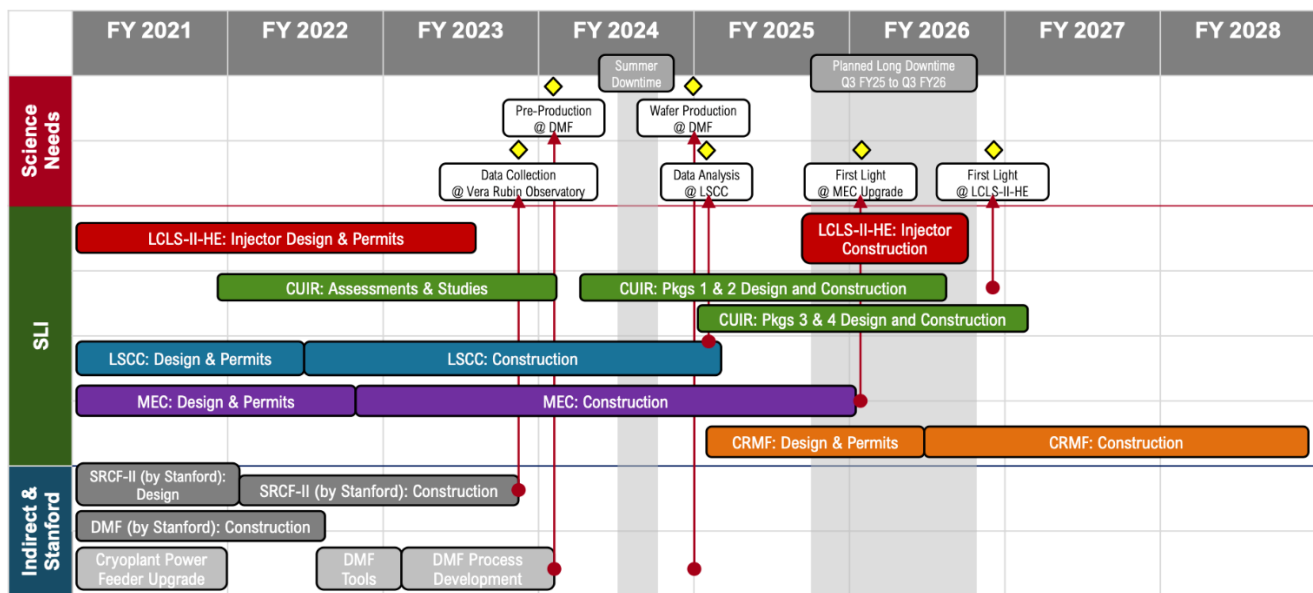 FY 2021
FY 2022
FY 2023
FY 2024
FY 2025
FY 2026
FY 2027
FY 2028
Summer
Downtime
Planned Long Downtime
Q3 FY25 to Q3 FY26
Science
Needs
Pre-Production
@ DMF
Wafer Production
@ DMF
Data Collection
@ Vera Rubin Observatory
Data Analysis
@ LSCC
First Light
@ MEC Upgrade
First Light
@ LCLS-II-HE
SLI
LCLS-II-HE: Injector Design & Permits
LCLS-II-HE: Injector
Construction
CUIR: Assessments & Studies
CUIR: Pkgs 1 & 2 Design and Construction
CUIR: Pkgs 3 & 4 Design and Construction
LSCC: Design & Permits
LSCC: Construction
MEC: Design & Permits
MEC: Construction
CRMF: Design & Permits
CRMF: Construction
Indirect &
Stanford
SRCF-II (by Stanford):
Design
SRCF-II (by Stanford): Construction
DMF (by Stanford): Construction
Cryoplant Power
Feeder Upgrade
DMF
Tools
DMF Process
Development